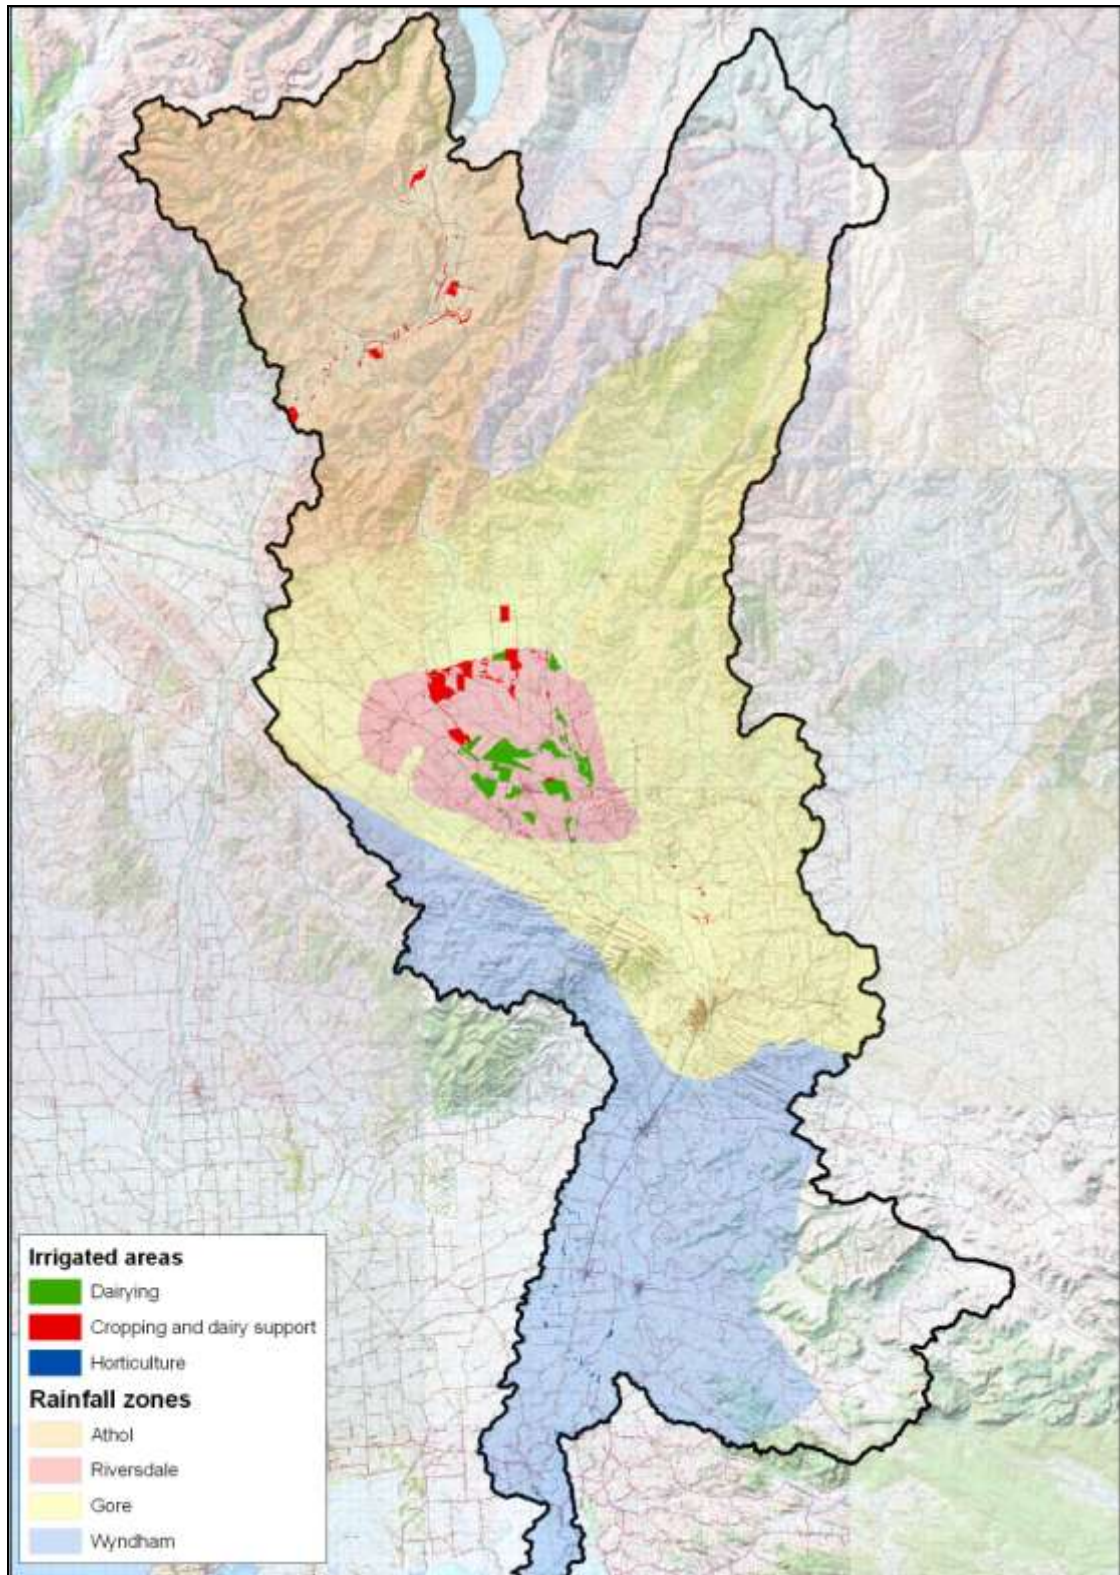 Irrigated areas
Dairying
Cropping and dairy support
Horticulture
Rainfall zones
Athol
Riversdale
Gore
Wyndham